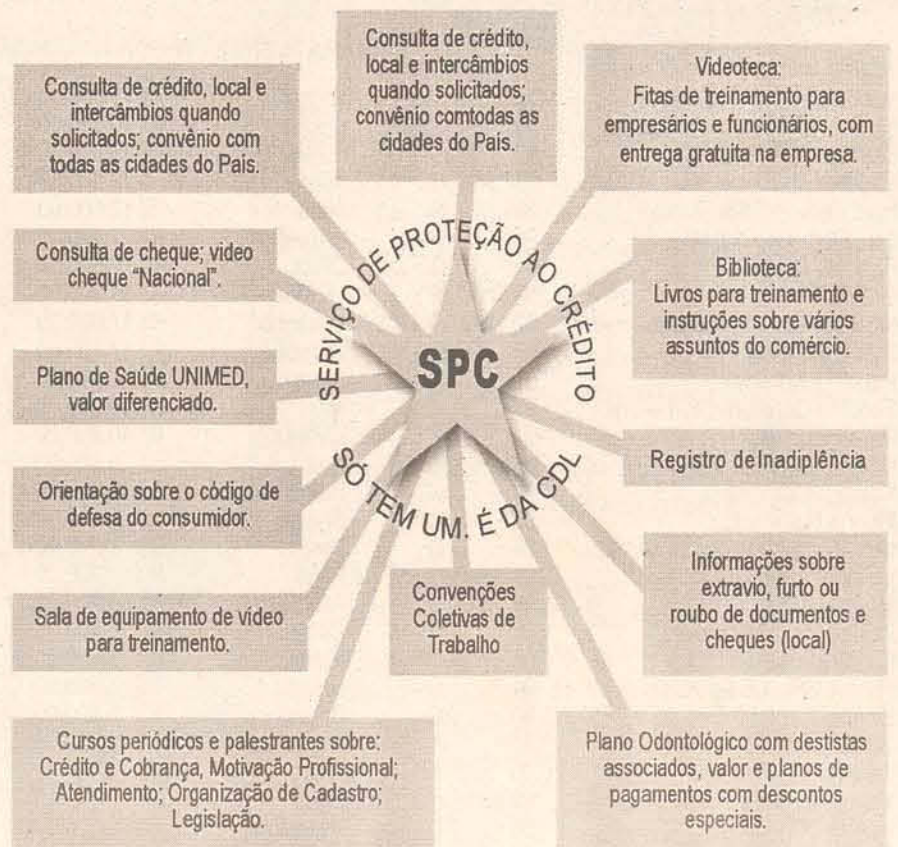 Consulta de crédito, local e
intercâmbios quando
solicitados; convênio com
todas as cidades do País.
Consulta de crédito,
local e intercâmbios
quando solicitados;
convênio comtodas as
cidades do País.
Videoteca:
Fitas de treinamento para
empresários e funcionários, com
entrega gratuita na empresa.
Consulta de cheque; video
cheque “Nacional”.
SERVIÇO DE PROTEÇÃO AO CRÉDITO
SPC
SÓ TEM UM. É DA CDL
Biblioteca:
Livros para treinamento e
instruções sobre vários
assuntos do comércio.
Plano de Saúde UNIMED,
valor diferenciado.
Registro deInadiplência
Orientação sobre o código de
defesa do consumidor.
Informações sobre
extravio, furto ou
roubo de documentos e
cheques (local)
Sala de equipamento de vídeo
para treinamento.
Convenções
Coletivas de
Trabalho
Cursos periódicos e palestrantes sobre:
Crédito e Cobrança, Motivação Profissional;
Atendimento; Organização de Cadastro;
Legislação.
Plano Odontológico com destistas
associados, valor e planos de
pagamentos com descontos
especiais.